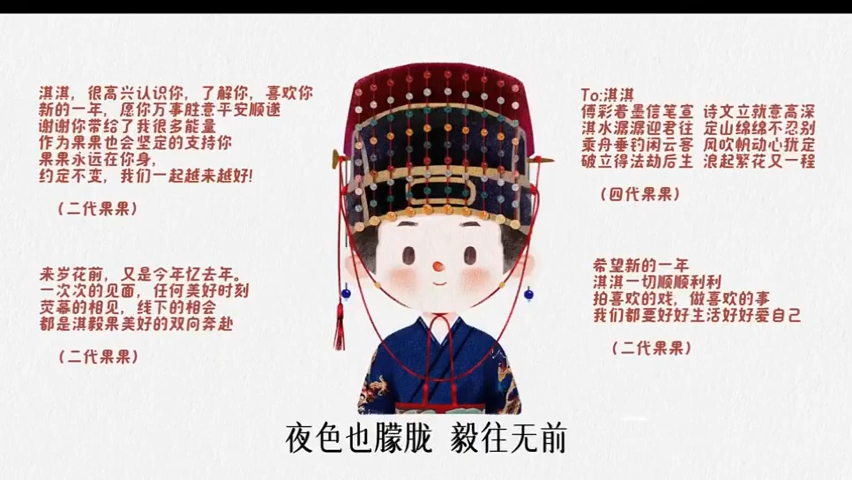 淇淇，很高兴认识你，了解你，喜欢你
新的一年，愿你万事胜意平安顺遂
谢谢你带给了我很多能量
作为果果也会坚定的支持你
果果永远在你身，
约定不变，我们一起越来越好!
（二代果果）
未岁花前，又是今年忆去年。
一次次的见面，任何美好时刻
荧幕的相见，线下的相会
都是淇毅果美好的双向奔赴
（二代果果）
To:淇淇
傅彩着墨信笔宣 诗文立就意高深
淇水潺潺迎君往 定山绵绵不忍别
乘舟垂钓闲云客 风吹帆动心犹定
破立得法劫后生 浪起繁花又一程
（四代果果）
希望新的一年
淇淇一切顺顺利利
拍喜欢的戏，做喜欢的事
我们都要好好生活好好爱自己
（二代果果）
夜色也朦胧 毅往无前